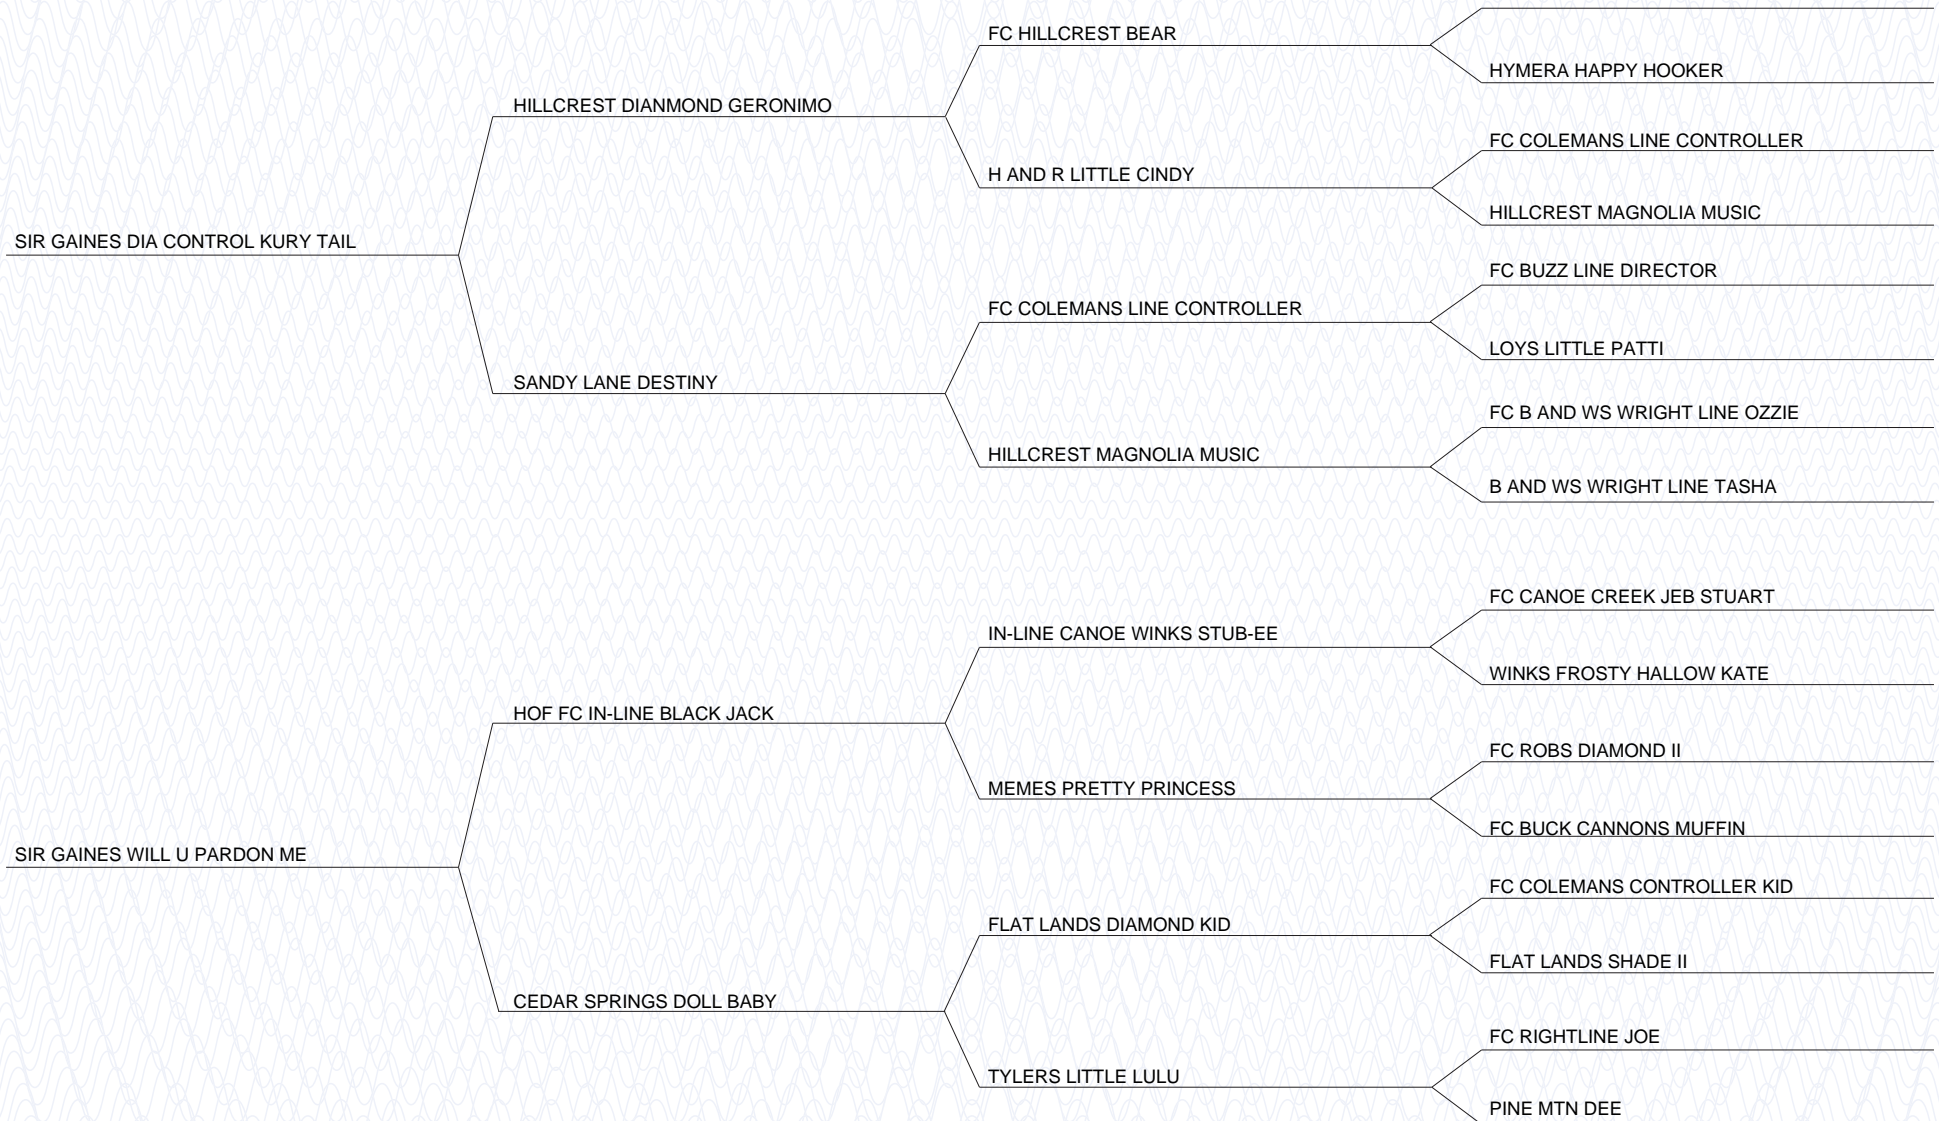 FC HILLCREST BEAR
HYMERA HAPPY HOOKER
HILLCREST DIANMOND GERONIMO
FC COLEMANS LINE CONTROLLER
H AND R LITTLE CINDY
HILLCREST MAGNOLIA MUSIC
SIR GAINES DIA CONTROL KURY TAIL
FC BUZZ LINE DIRECTOR
FC COLEMANS LINE CONTROLLER
LOYS LITTLE PATTI
SANDY LANE DESTINY
FC B AND WS WRIGHT LINE OZZIE
HILLCREST MAGNOLIA MUSIC
B AND WS WRIGHT LINE TASHA
FC CANOE CREEK JEB STUART
IN-LINE CANOE WINKS STUB-EE
WINKS FROSTY HALLOW KATE
HOF FC IN-LINE BLACK JACK
FC ROBS DIAMOND II
MEMES PRETTY PRINCESS
FC BUCK CANNONS MUFFIN
SIR GAINES WILL U PARDON ME
FC COLEMANS CONTROLLER KID
FLAT LANDS DIAMOND KID
FLAT LANDS SHADE II
CEDAR SPRINGS DOLL BABY
FC RIGHTLINE JOE
TYLERS LITTLE LULU
PINE MTN DEE